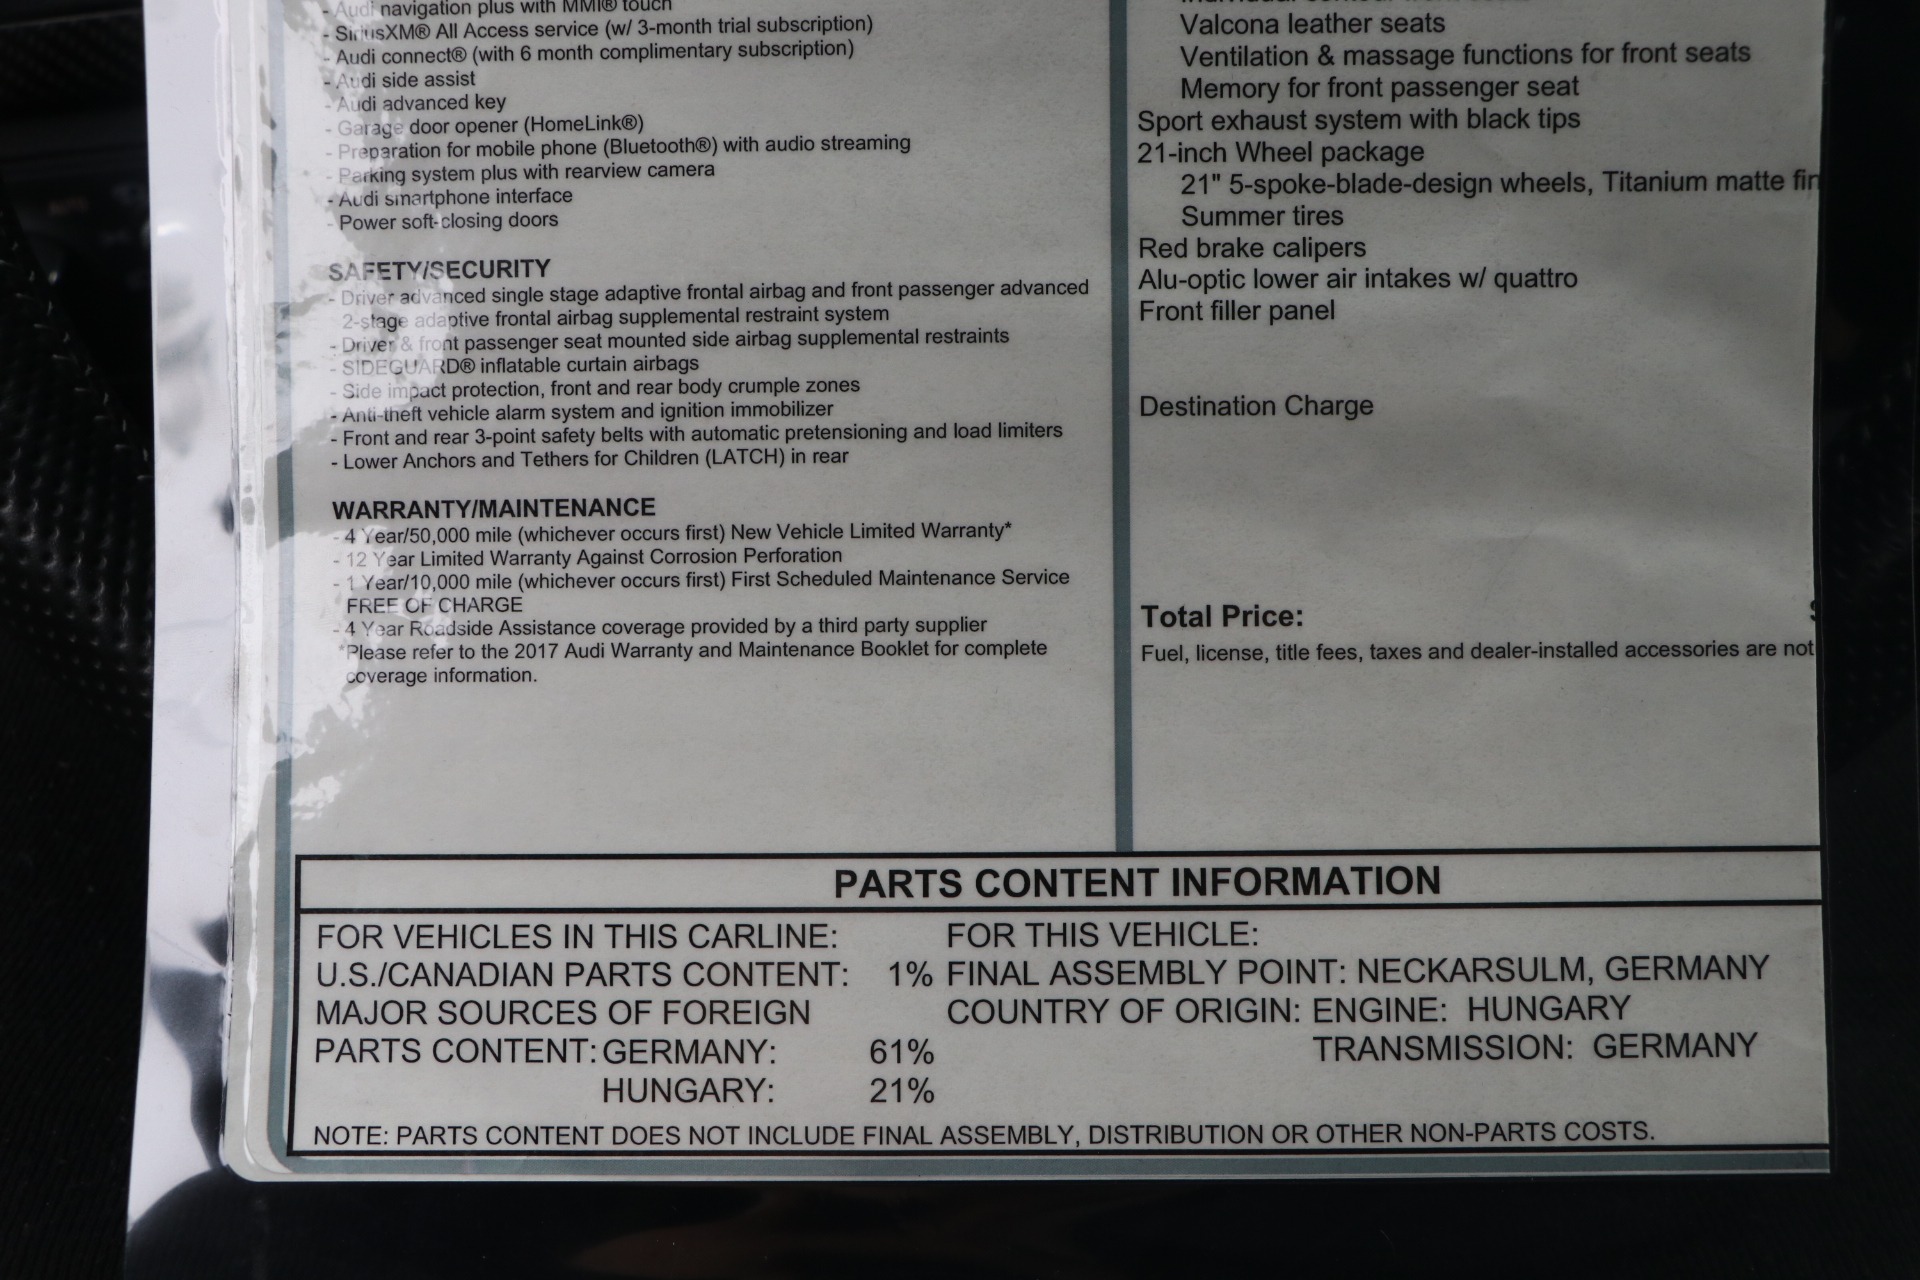 - Audi navigation plus with MMI® touch
- SiriusXM® All Access service (w/ 3-month trial subscription)
- Audi connect® (with 6 month complimentary subscription)
- Audi side assist
- Audi advanced key
- Garage door opener (HomeLink®)
- Preparation for mobile phone (Bluetooth®) with audio streaming
- Parking system plus with rearview camera
- Audi smartphone interface
- Power soft-closing doors
SAFETY/SECURITY
- Driver advanced single stage adaptive frontal airbag and front passenger advanced
2-stage adaptive frontal airbag supplemental restraint system
- Driver & front passenger seat mounted side airbag supplemental restraints
- SIDEGUARD® inflatable curtain airbags
- Side impact protection, front and rear body crumple zones
- Anti-theft vehicle alarm system and ignition immobilizer
- Front and rear 3-point safety belts with automatic pretensioning and load limiters
- Lower Anchors and Tethers for Children (LATCH) in rear
WARRANTY/MAINTENANCE
- 4 Year/50,000 mile (whichever occurs first) New Vehicle Limited Warranty*
- 12 Year Limited Warranty Against Corrosion Perforation
- 1 Year/10,000 mile (whichever occurs first) First Scheduled Maintenance Service
FREE OF CHARGE
- 4 Year Roadside Assistance coverage provided by a third party supplier
*Please refer to the 2017 Audi Warranty and Maintenance Booklet for complete
coverage information.
Valcona leather seats
Ventilation & massage functions for front seats
Memory for front passenger seat
Sport exhaust system with black tips
21-inch Wheel package
21" 5-spoke-blade-design wheels, Titanium matte fin
Summer tires
Red brake calipers
Alu-optic lower air intakes w/ quattro
Front filler panel
Destination Charge
Total Price:
Fuel, license, title fees, taxes and dealer-installed accessories are not
PARTS CONTENT INFORMATION
FOR VEHICLES IN THIS CARLINE:
U.S./CANADIAN PARTS CONTENT: 1%
MAJOR SOURCES OF FOREIGN
PARTS CONTENT: GERMANY: 61%
HUNGARY: 21%
FOR THIS VEHICLE:
FINAL ASSEMBLY POINT: NECKARSULM, GERMANY
COUNTRY OF ORIGIN: ENGINE: HUNGARY
TRANSMISSION: GERMANY
NOTE: PARTS CONTENT DOES NOT INCLUDE FINAL ASSEMBLY, DISTRIBUTION OR OTHER NON-PARTS COSTS.